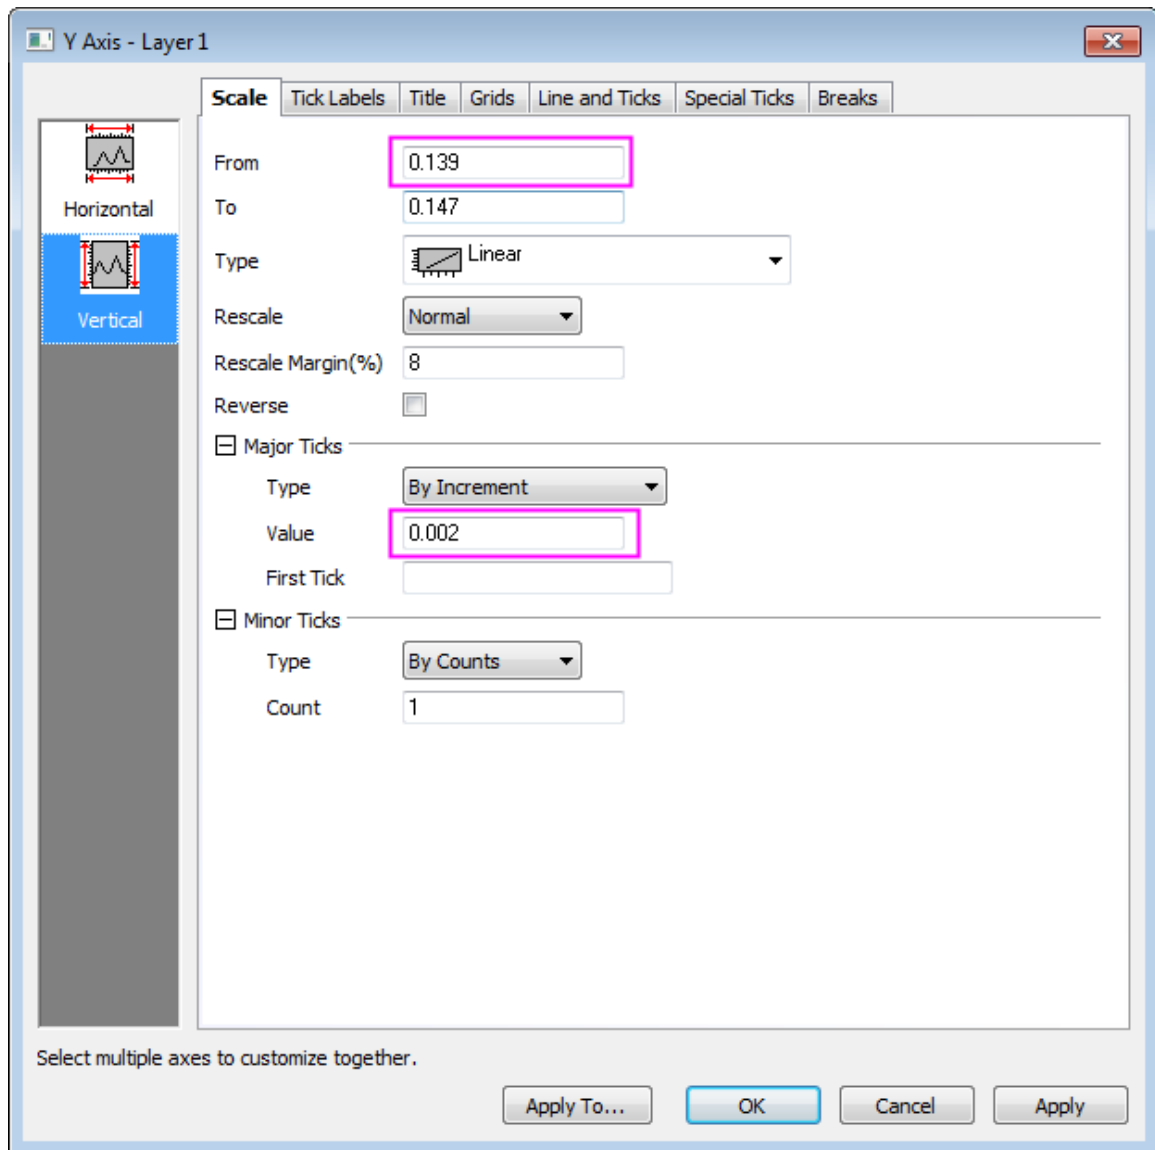 Y Axis - Layer 1
Scale Tick Labels Title Grids Line and Ticks Special Ticks Breaks
Horizontal
Vertical
From 0.139
To 0.147
Type Linear
Rescale Normal
Rescale Margin(%) 8
Reverse
Major Ticks
Type By Increment
Value 0.002
First Tick
Minor Ticks
Type By Counts
Count 1
Select multiple axes to customize together.
Apply To... OK Cancel Apply